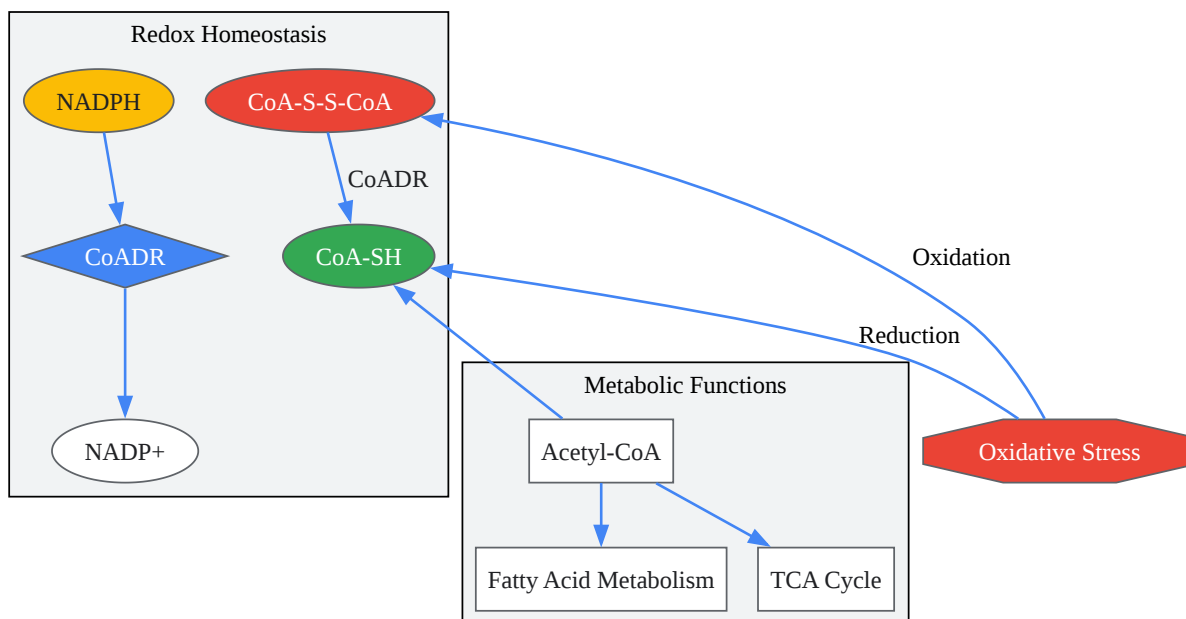 Redox Homeostasis
NADPH
CoA-S-S-CoA
CoADR
CoADR
CoA-SH
Oxidation
Reduction
Metabolic Functions
NADP+
Acetyl-CoA
Oxidative Stress
Fatty Acid Metabolism
TCA Cycle